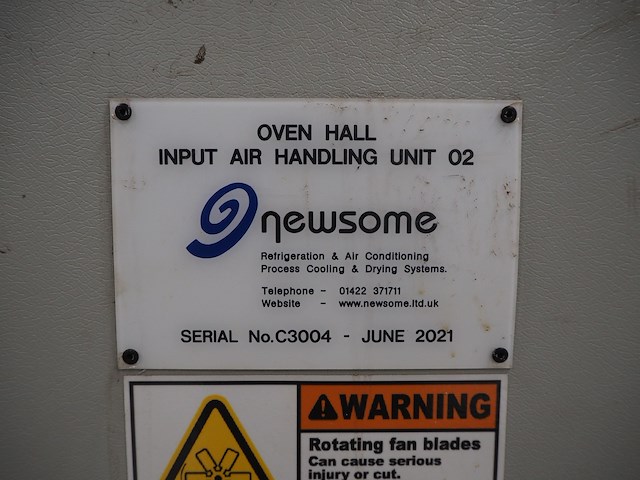 OVEN HALL
INPUT AIR HANDLING UNIT 02
newsome
Refrigeration & Air Conditioning
Process Cooling & Drying Systems.
Telephone - 01422 371711
Website - www.newsome.ltd.uk
SERIAL No.C3004 - JUNE 2021
WARNING
Rotating fan blades
Can cause serious
injury or cut.